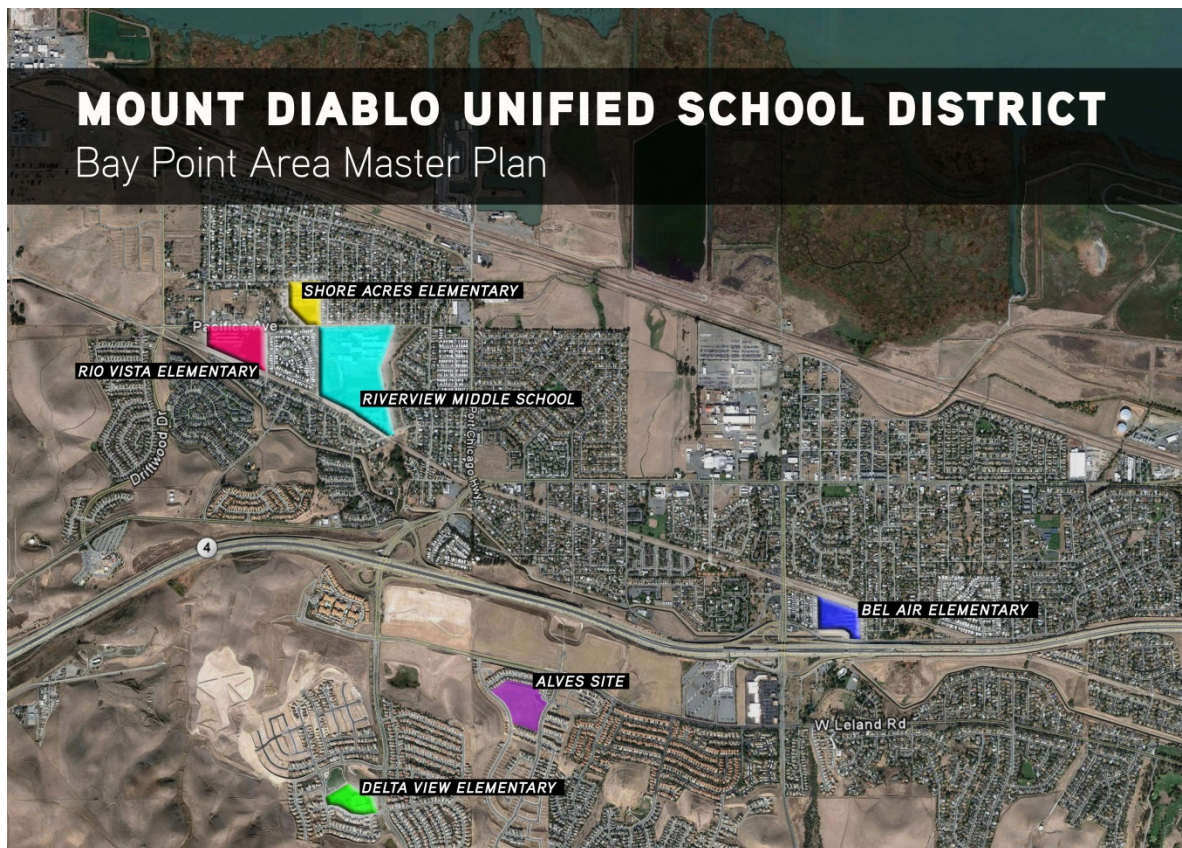 MOUNT DIABLO UNIFIED SCHOOL DISTRICT
Bay Point Area Master Plan
SHORE ACRES ELEMENTARY
Pacifica Ave
RIO VISTA ELEMENTARY
RIVERVIEW MIDDLE SCHOOL
Driftwood Dr
Port Chicago Hwy
4
BEL AIR ELEMENTARY
ALVES SITE
W Leland Rd
DELTA VIEW ELEMENTARY